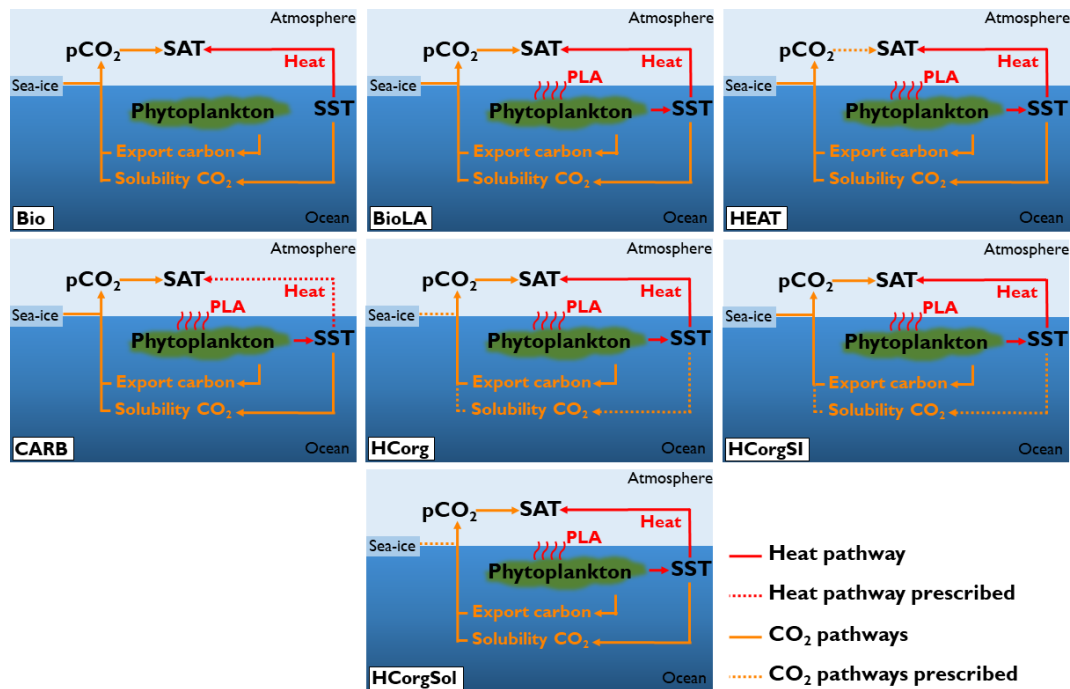 Atmosphere
pCO₂ SAT
Heat
Sea-ice
Phytoplankton SST
Export carbon
Solubility CO₂
Bio
Ocean
Atmosphere
pCO₂ SAT
PLA Heat
Sea-ice
Phytoplankton SST
Export carbon
Solubility CO₂
BioLA
Ocean
Atmosphere
pCO₂ SAT
PLA Heat
Sea-ice
Phytoplankton SST
Export carbon
Solubility CO₂
HEAT
Ocean
Atmosphere
pCO₂ SAT
PLA Heat
Sea-ice
Phytoplankton SST
Export carbon
Solubility CO₂
CARB
Ocean
Atmosphere
pCO₂ SAT
PLA Heat
Sea-ice
Phytoplankton SST
Export carbon
Solubility CO₂
HCorg
Ocean
Atmosphere
pCO₂ SAT
PLA Heat
Sea-ice
Phytoplankton SST
Export carbon
Solubility CO₂
HCorgSI
Ocean
Atmosphere
pCO₂ SAT
PLA Heat
Sea-ice
Phytoplankton SST
Export carbon
Solubility CO₂
HCorgSol
Ocean
Heat pathway
Heat pathway prescribed
CO₂ pathways
CO₂ pathways prescribed